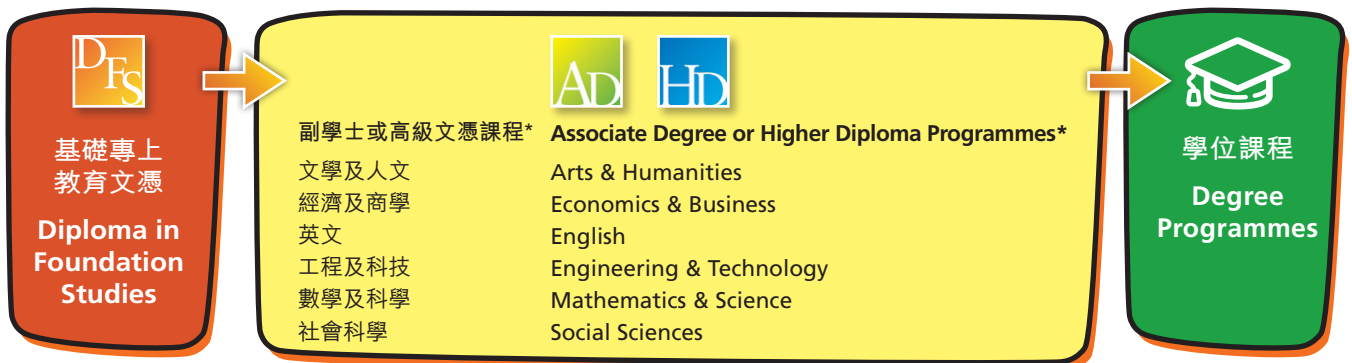 DFS
基礎專上
教育文憑
Diploma in
Foundation
Studies
AD HD
副學士或高級文憑課程* Associate Degree or Higher Diploma Programmes*
文學及人文 Arts & Humanities
經濟及商學 Economics & Business
英文 English
工程及科技 Engineering & Technology
數學及科學 Mathematics & Science
社會科學 Social Sciences
學位課程
Degree
Programmes